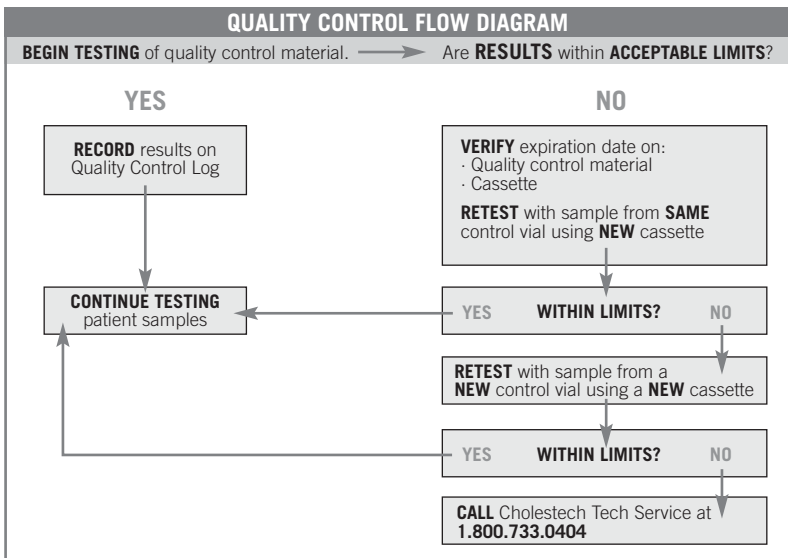 QUALITY CONTROL FLOW DIAGRAM
BEGIN TESTING of quality control material. Are RESULTS within ACCEPTABLE LIMITS?
YES
RECORD results on
Quality Control Log
CONTINUE TESTING
patient samples
NO
VERIFY expiration date on:
· Quality control material
· Cassette
RETEST with sample from SAME
control vial using NEW cassette
YES WITHIN LIMITS? NO
RETEST with sample from a
NEW control vial using a NEW cassette
YES WITHIN LIMITS? NO
CALL Cholestech Tech Service at
1.800.733.0404